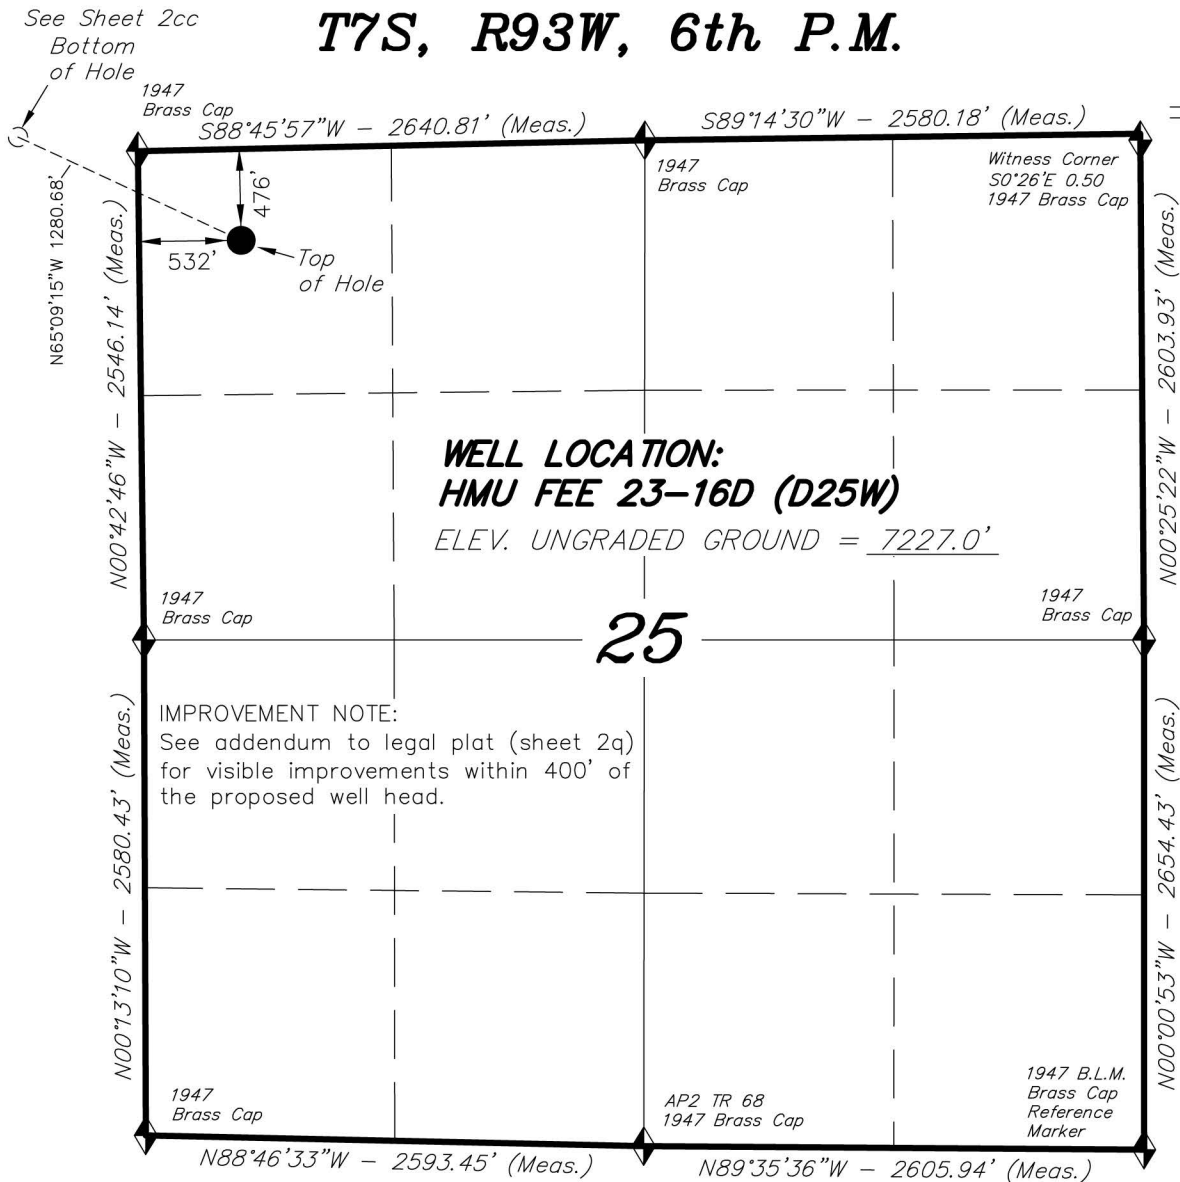 See Sheet 2cc
Bottom
of Hole
T7S, R93W, 6th P.M.
1947
Brass Cap
S88°45'57"W – 2640.81' (Meas.)
S89°14'30"W – 2580.18' (Meas.)
1947
Brass Cap
Witness Corner
S0°26'E 0.50
1947 Brass Cap
476'
532'
Top
of Hole
N65°09'15"W 1280.68'
N00°42'46"W – 2546.14' (Meas.)
N00°25'22"W – 2603.93' (Meas.)
WELL LOCATION:
HMU FEE 23–16D (D25W)
ELEV. UNGRADED GROUND = 7227.0'
1947
Brass Cap
25
1947
Brass Cap
IMPROVEMENT NOTE:
See addendum to legal plat (sheet 2q)
for visible improvements within 400' of
the proposed well head.
N00°13'10"W – 2580.43' (Meas.)
N00°00'53"W – 2654.43' (Meas.)
1947
Brass Cap
AP2 TR 68
1947 Brass Cap
1947 B.L.M.
Brass Cap
Reference
Marker
N88°46'33"W – 2593.45' (Meas.)
N89°35'36"W – 2605.94' (Meas.)